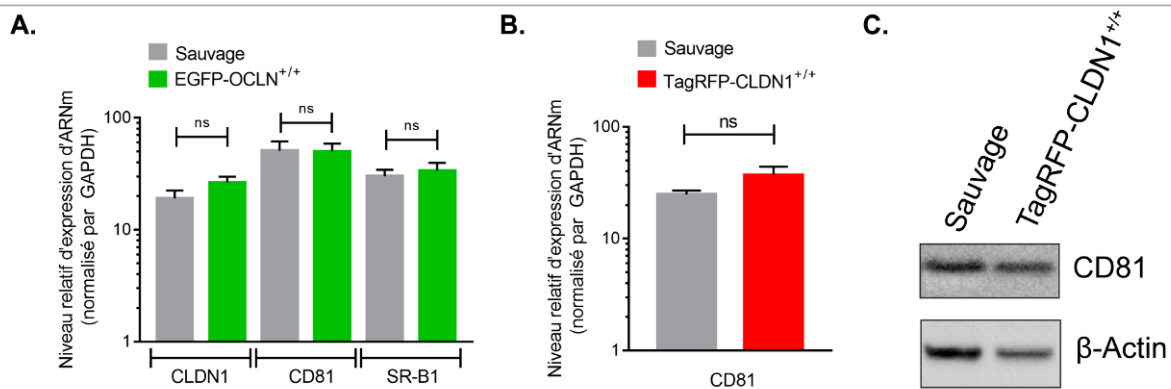 A.
Sauvage
EGFP-OCLN+/+
Niveau relatif d'expression d'ARNm
(normalisé par GAPDH)
100
10
1
ns
ns
ns
CLDN1
CD81
SR-B1
B.
Sauvage
TagRFP-CLDN1+/+
Niveau relatif d'expression d'ARNm
(normalisé par GAPDH)
100
10
1
ns
CD81
C.
Sauvage
TagRFP-CLDN1+/+
CD81
β-Actin